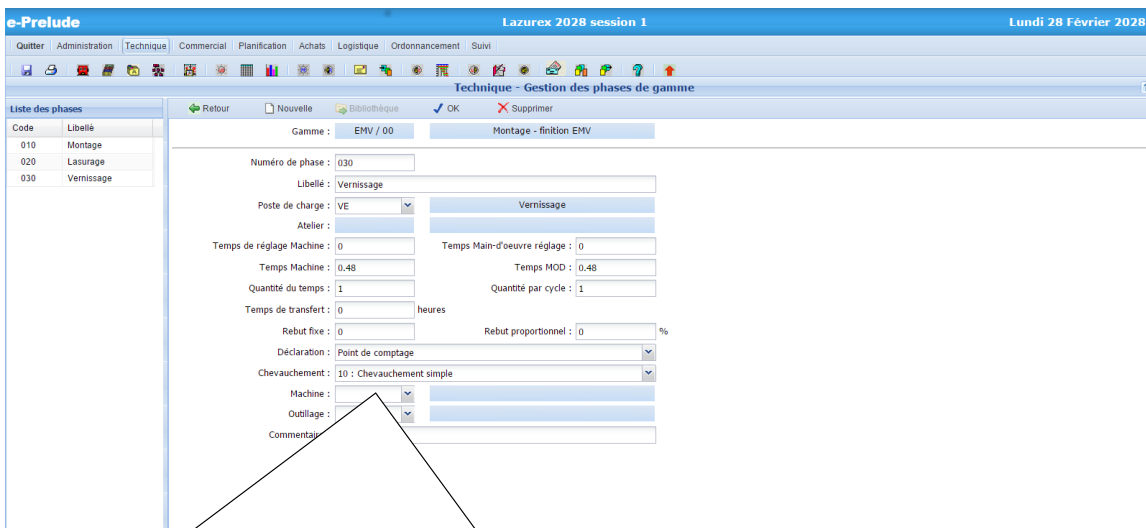 e-Prelude Lazurex 2028 session 1 Lundi 28 Février 2028
Quitter Administration Technique Commercial Planification Achats Logistique Ordonnancement Suivi
Technique - Gestion des phases de gamme
Liste des phases
Retour Nouvelle Bibliothèque OK Supprimer
Code Libellé
010 Montage
020 Lasurage
030 Vernissage
Gamme : EMV / 00 Montage - finition EMV
Numéro de phase : 030
Libellé : Vernissage
Poste de charge : VE Vernissage
Atelier :
Temps de réglage Machine : 0 Temps Main-d'oeuvre réglage : 0
Temps Machine : 0.48 Temps MOD : 0.48
Quantité du temps : 1 Quantité par cycle : 1
Temps de transfert : 0 heures
Rebut fixe : 0 Rebut proportionnel : 0 %
Déclaration : Point de comptage
Chevauchement : 10 : Chevauchement simple
Machine :
Outillage :